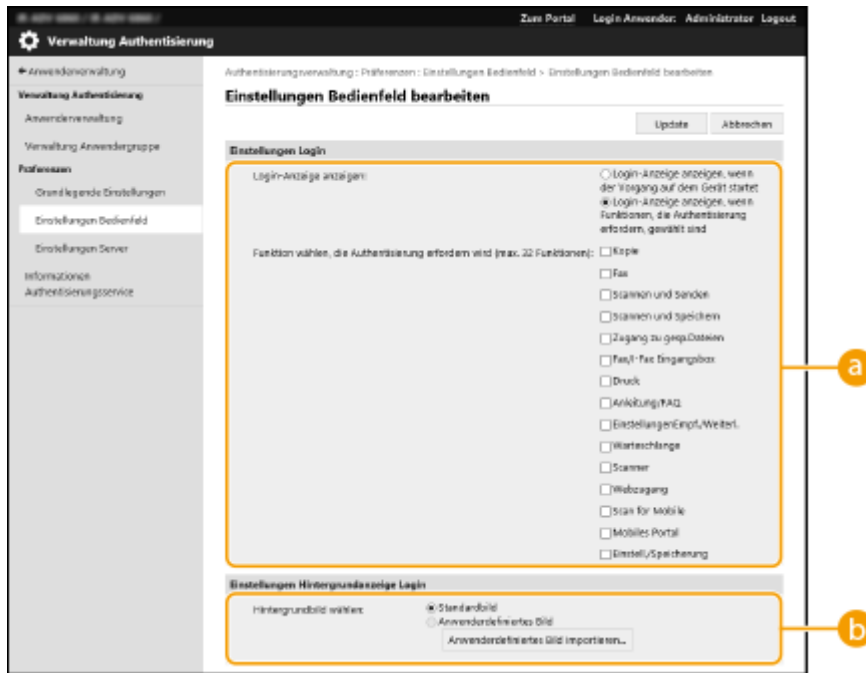 Zum Portal Login Anwender: Administrator Logout
Verwaltung Authentisierung
Anwenderverwaltung
Verwaltung Authentisierung
Anwenderverwaltung
Verwaltung Anwendergruppe
Präferenzen
Grundlegende Einstellungen
Einstellungen Bedienfeld
Einstellungen Server
Informationen
Authentisierungsservice
Authentisierungsverwaltung : Präferenzen : Einstellungen Bedienfeld > Einstellungen Bedienfeld bearbeiten
Einstellungen Bedienfeld bearbeiten
Update Abbrechen
Einstellungen Login
Login-Anzeige anzeigen:
Login-Anzeige anzeigen, wenn
der Vorgang auf dem Gerät startet
Login-Anzeige anzeigen, wenn
Funktionen, die Authentisierung
erfordern, gewählt sind
Funktion wählen, die Authentisierung erfordern wird (max. 32 Funktionen):
Kopie
Fax
Scannen und Senden
Scannen und Speichern
Zugang zu gesp.Dateien
Fax/I-Fax Eingangsbox
Druck
Anleitung/FAQ
EinstellungenEmpf./Weiterl.
Warteschlange
Scanner
Webzugang
Scan for Mobile
Mobiles Portal
Einstell./Speicherung
a
Einstellungen Hintergrundanzeige Login
Hintergrundbild wählen:
Standardbild
Anwenderdefiniertes Bild
Anwenderdefiniertes Bild importieren...
b